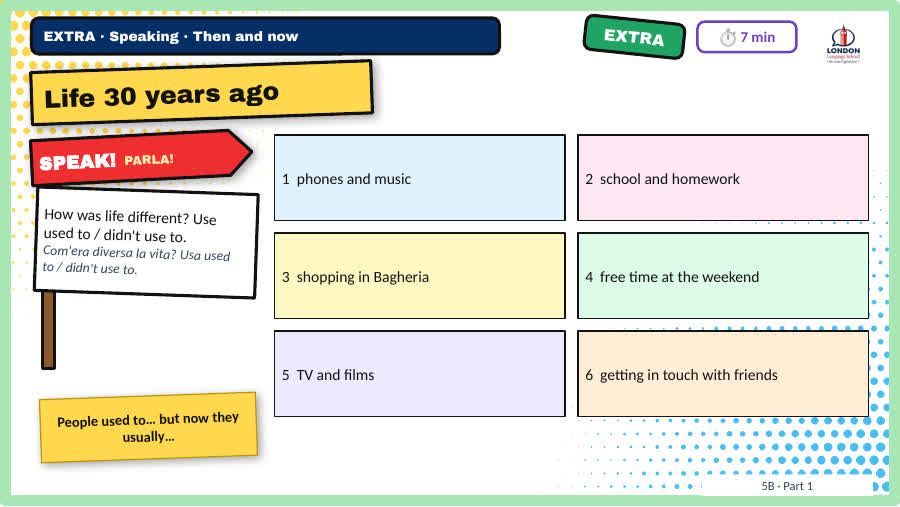 EXTRA · Speaking · Then and now
EXTRA
⏱️ 7 min
LONDON
Life 30 years ago
SPEAK! PARLA!
How was life different? Use
used to / didn't use to.
Com'era diversa la vita? Usa used
to / didn't use to.
1 phones and music
2 school and homework
3 shopping in Bagheria
4 free time at the weekend
5 TV and films
6 getting in touch with friends
People used to… but now they
usually…
5B · Part 1